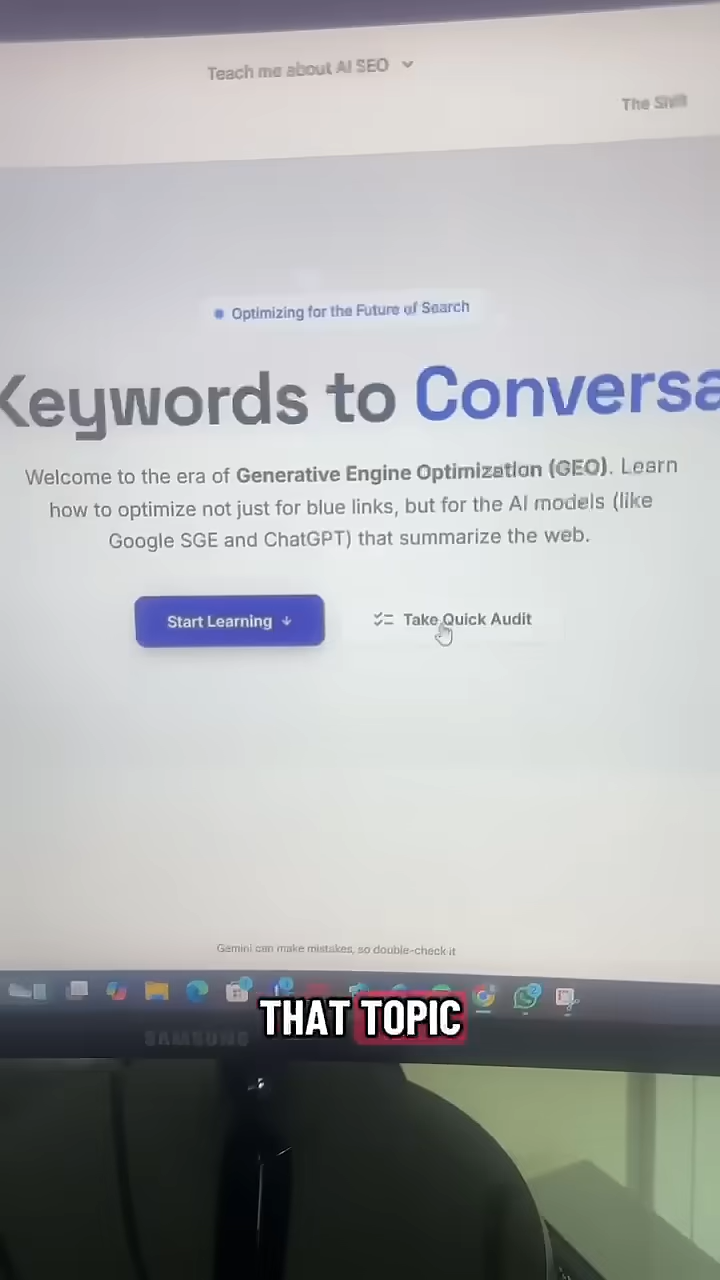 Teach me about AI SEO
The Shift
Optimizing for the Future of Search
Keywords to Conversa
Welcome to the era of Generative Engine Optimization (GEO). Learn
how to optimize not just for blue links, but for the AI models (like
Google SGE and ChatGPT) that summarize the web.
Start Learning
Take Quick Audit
Gemini can make mistakes, so double-check it
THAT TOPIC
SAMSUNG